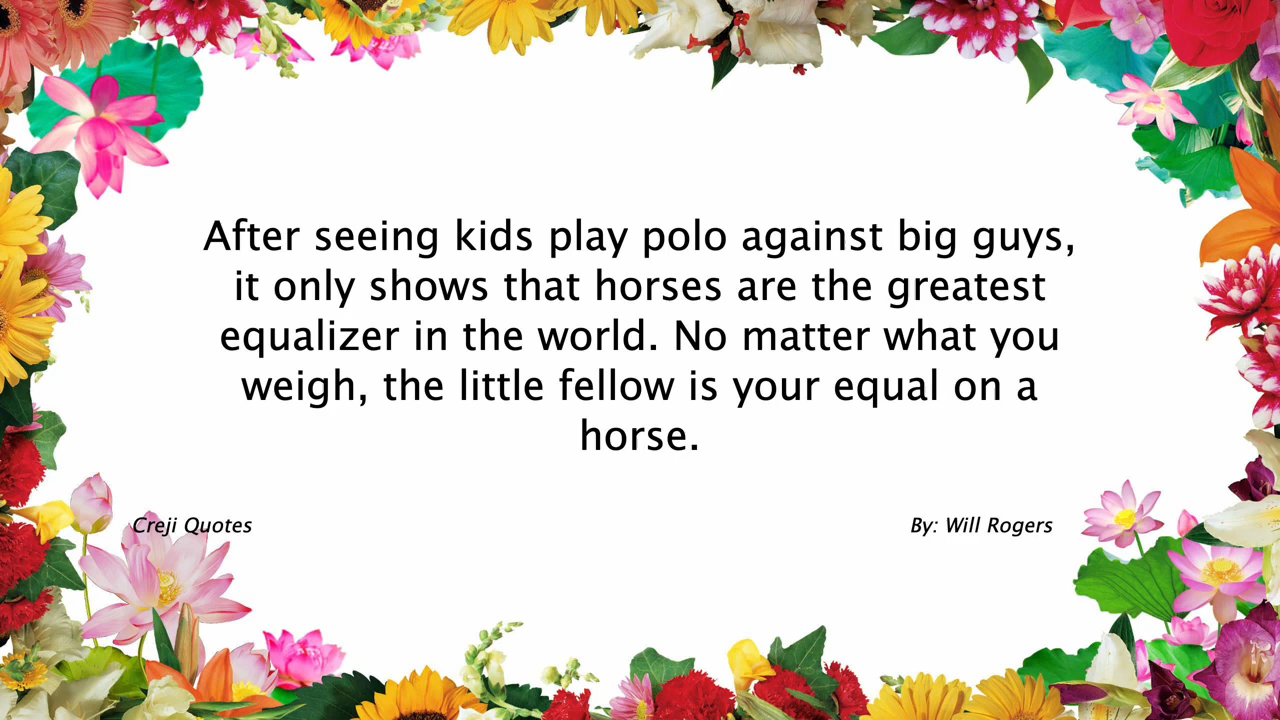 After seeing kids play polo against big guys,
it only shows that horses are the greatest
equalizer in the world. No matter what you
weigh, the little fellow is your equal on a
horse.
Creji Quotes
By: Will Rogers